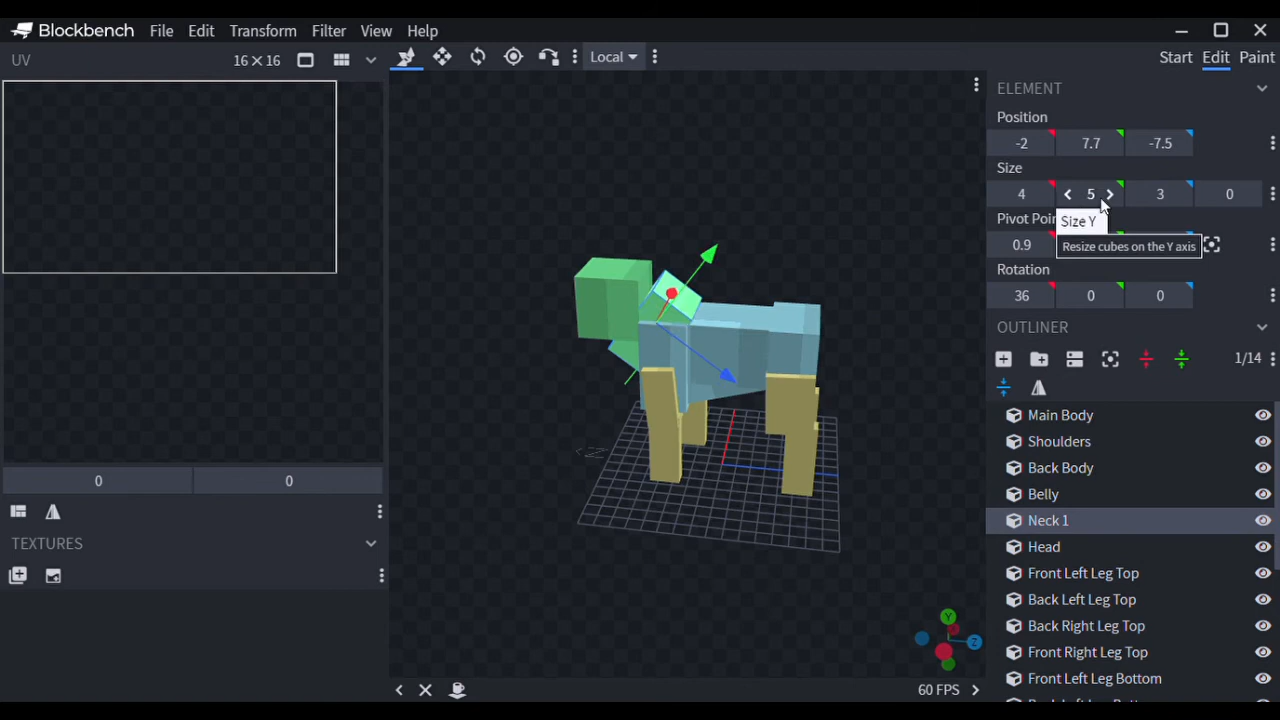 Blockbench File Edit Transform Filter View Help
UV 16×16 Local Start Edit Paint
ELEMENT
Position
-2 7.7 -7.5
Size
4 5 3 0
Size Y
0.9
Resize cubes on the Y axis
Rotation
36 0 0
OUTLINER
1/14
Main Body
Shoulders
Back Body
Belly
Neck 1
Head
Front Left Leg Top
Back Left Leg Top
Back Right Leg Top
Front Right Leg Top
Front Left Leg Bottom
0 0
TEXTURES
Y
X
Z
60 FPS